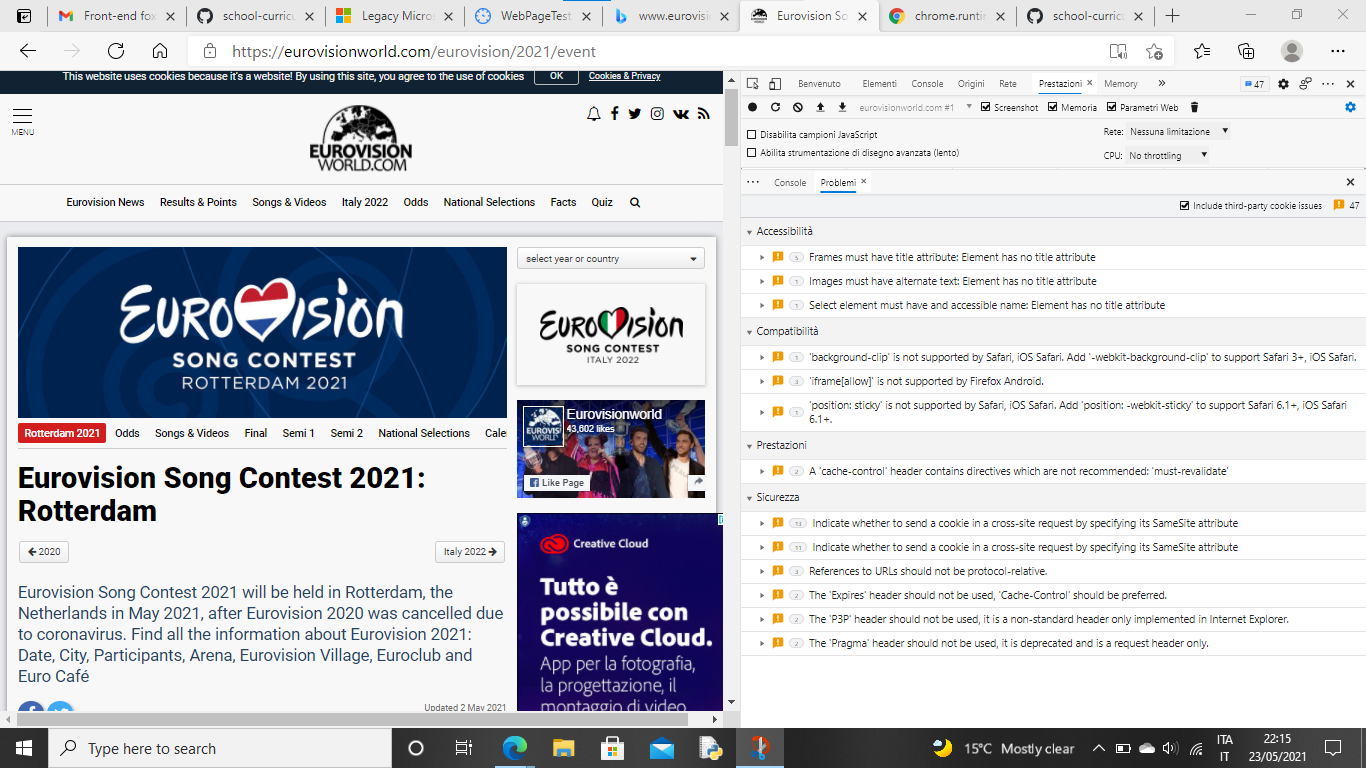 Front-end fox
school-curricu
Legacy Micros
WebPageTest
www.eurovisi
Eurovision So
chrome.runtir
school-curricu
https://eurovisionworld.com/eurovision/2021/event
This website uses cookies because it's a website! By using this site, you agree to the use of cookies OK Cookies & Privacy
MENU
EUROVISION
WORLD.COM
Eurovision News Results & Points Songs & Videos Italy 2022 Odds National Selections Facts Quiz
EUROVISION
SONG CONTEST
ROTTERDAM 2021
Rotterdam 2021 Odds Songs & Videos Final Semi 1 Semi 2 National Selections Cale
Eurovision Song Contest 2021:
Rotterdam
2020 Italy 2022
Eurovision Song Contest 2021 will be held in Rotterdam, the
Netherlands in May 2021, after Eurovision 2020 was cancelled due
to coronavirus. Find all the information about Eurovision 2021:
Date, City, Participants, Arena, Eurovision Village, Euroclub and
Euro Café
Updated 2 May 2021
select year or country
EUROVISION
SONG CONTEST
ITALY 2022
EUROVISION
WORLD
Eurovisionworld
43,602 likes
Like Page
Creative Cloud
Tutto è
possibile con
Creative Cloud.
App per la fotografia,
la progettazione, il
montaggio di video
Benvenuto Elementi Console Origini Rete Prestazioni Memory 47
eurovisionworld.com #1 Screenshot Memoria Parametri Web
Disabilita campioni JavaScript Rete: Nessuna limitazione
Abilita strumentazione di disegno avanzata (lento) CPU: No throttling
Console Problemi
Include third-party cookie issues 47
Accessibilità
5 Frames must have title attribute: Element has no title attribute
1 Images must have alternate text: Element has no title attribute
1 Select element must have and accessible name: Element has no title attribute
Compatibilità
1 'background-clip' is not supported by Safari, iOS Safari. Add '-webkit-background-clip' to support Safari 3+, iOS Safari.
3 'iframe[allow]' is not supported by Firefox Android.
1 'position: sticky' is not supported by Safari, iOS Safari. Add 'position: -webkit-sticky' to support Safari 6.1+, iOS Safari
6.1+.
Prestazioni
2 A 'cache-control' header contains directives which are not recommended: 'must-revalidate'
Sicurezza
13 Indicate whether to send a cookie in a cross-site request by specifying its SameSite attribute
11 Indicate whether to send a cookie in a cross-site request by specifying its SameSite attribute
3 References to URLs should not be protocol-relative.
2 The 'Expires' header should not be used, 'Cache-Control' should be preferred.
2 The 'P3P' header should not be used, it is a non-standard header only implemented in Internet Explorer.
2 The 'Pragma' header should not be used, it is deprecated and is a request header only.
Type here to search
15°C Mostly clear
ITA
IT
22:15
23/05/2021